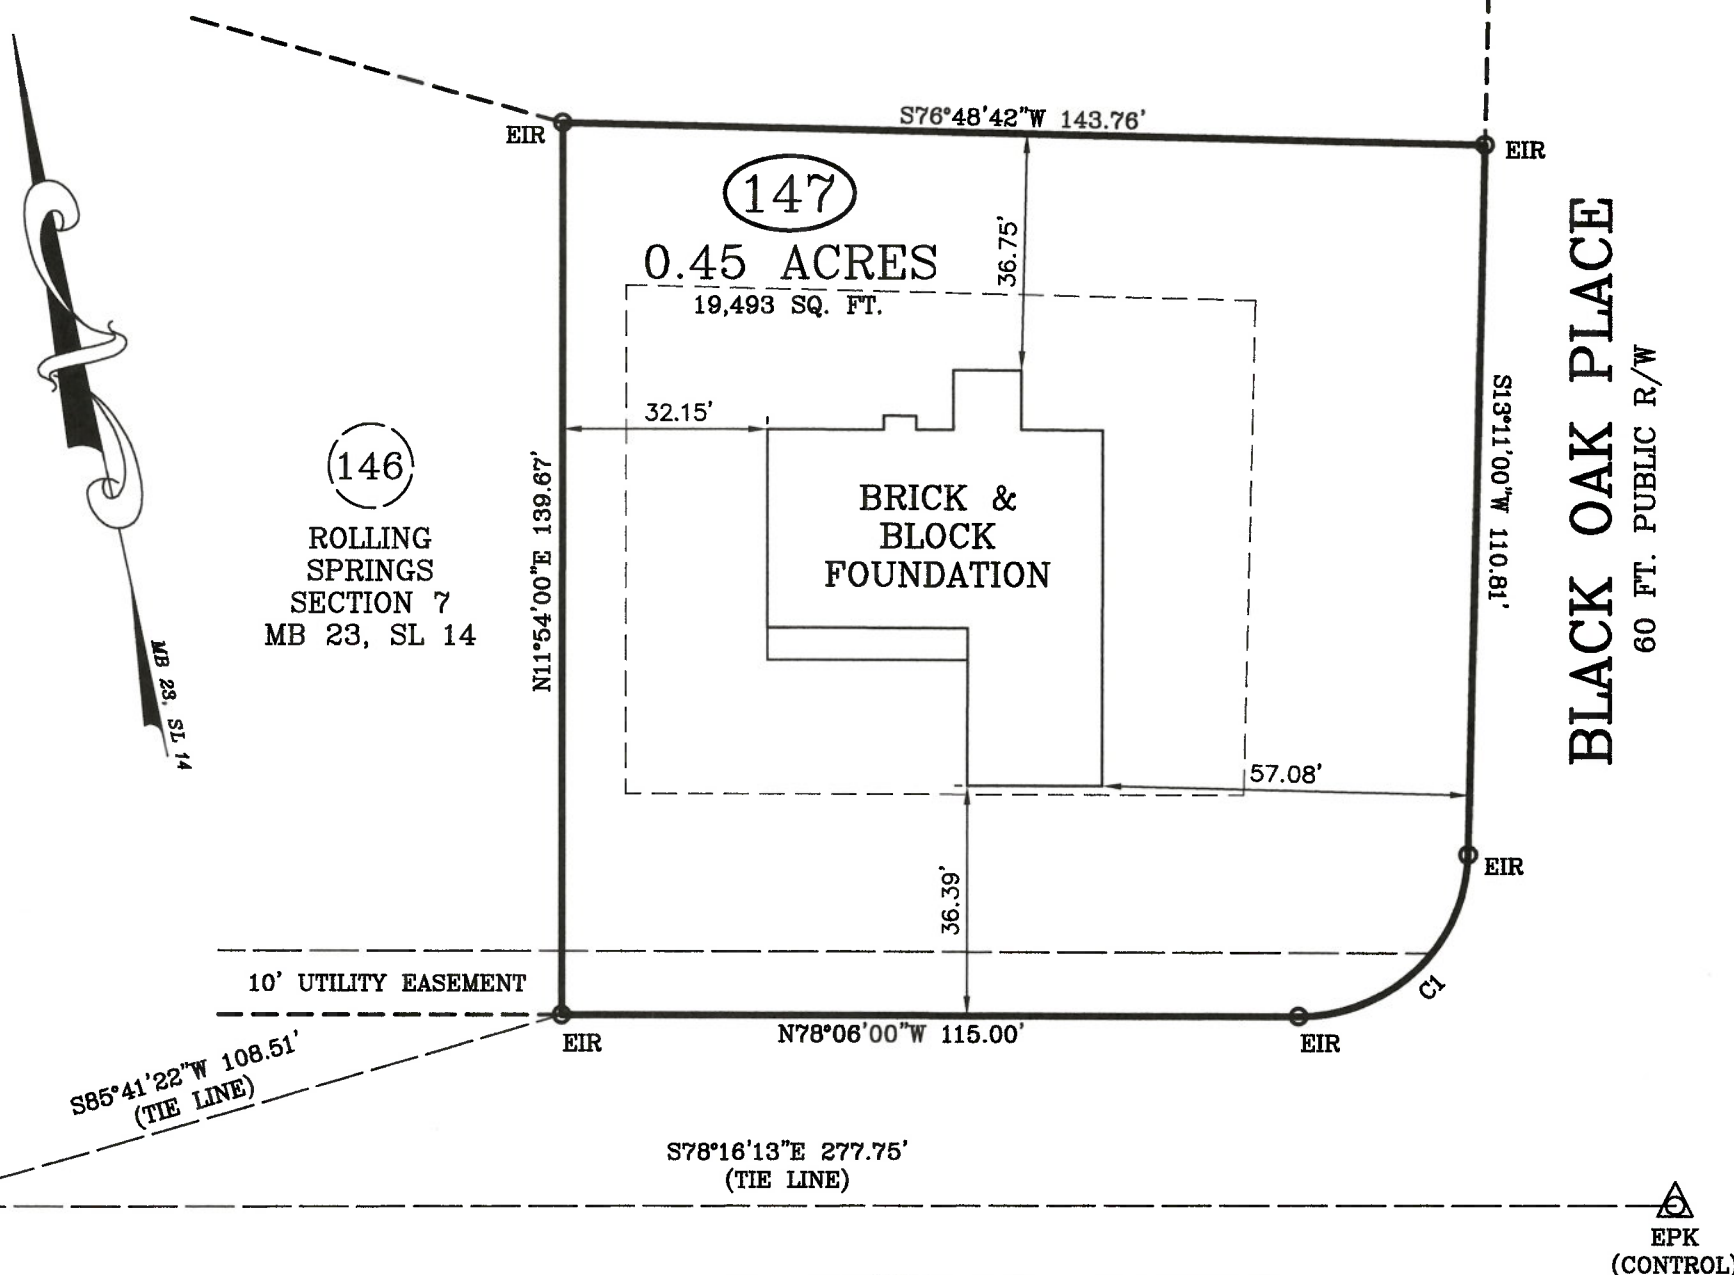 S76°48'42"W 143.76'
EIR
EIR
147
0.45 ACRES
19,493 SQ. FT.
36.75'
32.15'
BRICK &
BLOCK
FOUNDATION
146
ROLLING
SPRINGS
SECTION 7
MB 23, SL 14
MB 23, SL 14
N11°54'00"E 139.67'
S13°11'00"W 110.81'
BLACK OAK PLACE
60 FT. PUBLIC R/W
57.08'
EIR
36.39'
10' UTILITY EASEMENT
C1
EIR
N78°06'00"W 115.00'
EIR
S85°41'22"W 108.51'
(TIE LINE)
S78°16'13"E 277.75'
(TIE LINE)
EPK
(CONTROL)